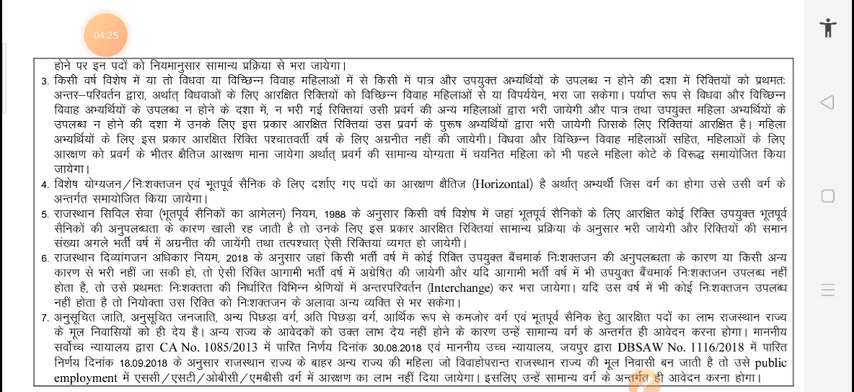 04:25
होने पर इन पदों को नियमानुसार सामान्य प्रक्रिया से भरा जायेगा।
3. किसी वर्ष विशेष में या तो विधवा या विच्छिन्न विवाह महिलाओं में से किसी में पात्र और उपयुक्त अभ्यर्थियों के उपलब्ध न होने की दशा में रिक्तियों को प्रथमतः
अन्तर–परिवर्तन द्वारा, अर्थात् विधवाओं के लिए आरक्षित रिक्तियों को विच्छिन्न विवाह महिलाओं से या विपर्ययेन, भरा जा सकेगा। पर्याप्त रूप से विधवा और विच्छिन्न
विवाह अभ्यर्थियों के उपलब्ध न होने के दशा में, न भरी गई रिक्तियां उसी प्रवर्ग की अन्य महिलाओं द्वारा भरी जायेगी और पात्र तथा उपयुक्त महिला अभ्यर्थियों के
उपलब्ध न होने की दशा में उनके लिए इस प्रकार आरक्षित रिक्तियां उस प्रवर्ग के पुरूष अभ्यर्थियों द्वारा भरी जायेगी जिसके लिए रिक्तियां आरक्षित है। महिला
अभ्यर्थियों के लिए इस प्रकार आरक्षित रिक्ति पश्चातवर्ती वर्ष के लिए अग्रनीत नहीं की जायेगी। विधवा और विच्छिन्न विवाह महिलाओं सहित, महिलाओं के लिए
आरक्षण को प्रवर्ग के भीतर क्षैतिज आरक्षण माना जायेगा अर्थात् प्रवर्ग की सामान्य योग्यता में चयनित महिला को भी पहले महिला कोटे के विरूद्ध समायोजित किया
जायेगा।
4. विशेष योग्यजन/निःशक्तजन एवं भूतपूर्व सैनिक के लिए दर्शाए गए पदों का आरक्षण क्षैतिज (Horizontal) है अर्थात् अभ्यर्थी जिस वर्ग का होगा उसे उसी वर्ग के
अन्तर्गत समायोजित किया जायेगा।
5. राजस्थान सिविल सेवा (भूतपूर्व सैनिकों का आमेलन) नियम, 1988 के अनुसार किसी वर्ष विशेष में जहां भूतपूर्व सैनिकों के लिए आरक्षित कोई रिक्ति उपयुक्त भूतपूर्व
सैनिकों की अनुपलब्धता के कारण खाली रह जाती है तो उनके लिए इस प्रकार आरक्षित रिक्तियां सामान्य प्रक्रिया के अनुसार भरी जायेगी और रिक्तियों की समान
संख्या अगले भर्ती वर्ष में अग्रनीत की जायेंगी तथा तत्पश्चात् ऐसी रिक्तियां व्यगत हो जायेगी।
6. राजस्थान दिव्यांगजन अधिकार नियम, 2018 के अनुसार जहां किसी भर्ती वर्ष में कोई रिक्ति उपयुक्त बैंचमार्क निःशक्तजन की अनुपलब्धता के कारण या किसी अन्य
कारण से भरी नहीं जा सकी हो, तो ऐसी रिक्ति आगामी भर्ती वर्ष में अग्रेषित की जायेगी और यदि आगामी भर्ती वर्ष में भी उपयुक्त बैंचमार्क निःशक्तजन उपलब्ध नहीं
होता है, तो उसे प्रथमतः निःशक्तता की निर्धारित विभिन्न श्रेणियों में अन्तरपरिवर्तन (Interchange) कर भरा जायेगा। यदि उस वर्ष में भी कोई निःशक्तजन उपलब्ध
नहीं होता है तो नियोक्ता उस रिक्ति को निःशक्तजन के अलावा अन्य व्यक्ति से भर सकेगा।
7. अनुसूचित जाति, अनुसूचित जनजाति, अन्य पिछड़ा वर्ग, अति पिछड़ा वर्ग, आर्थिक रूप से कमजोर वर्ग एवं भूतपूर्व सैनिक हेतु आरक्षित पदों का लाभ राजस्थान राज्य
के मूल निवासियों को ही देय है। अन्य राज्य के आवेदकों को उक्त लाभ देय नहीं होने के कारण उन्हें सामान्य वर्ग के अन्तर्गत ही आवेदन करना होगा। माननीय
सर्वोच्च न्यायालय द्वारा CA No. 1085/2013 में पारित निर्णय दिनांक 30.08.2018 एवं माननीय उच्च न्यायालय, जयपुर द्वारा DBSAW No. 1116/2018 में पारित
निर्णय दिनांक 18.09.2018 के अनुसार राजस्थान राज्य के बाहर अन्य राज्य की महिला जो विवाहोपरान्त राजस्थान राज्य की मूल निवासी बन जाती है तो उसे public
employment में एससी/एसटी/ओबीसी/एमबीसी वर्ग में आरक्षण का लाभ नहीं दिया जायेगा। इसलिए उन्हें सामान्य वर्ग के अन्तर्गत ही आवेदन करना होगा।